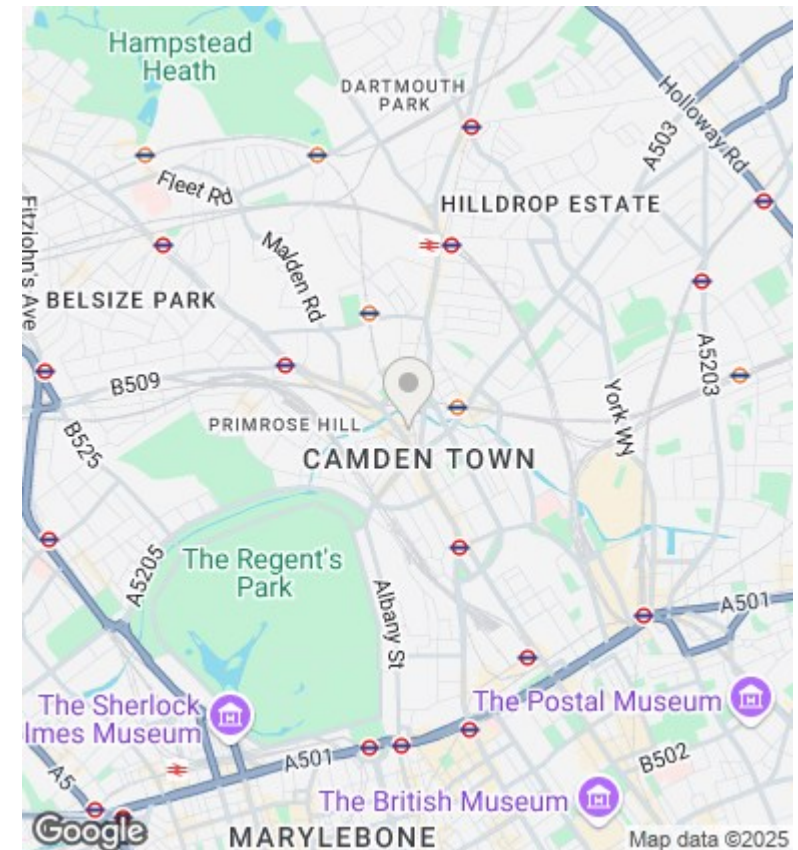 Hampstead
Heath
DARTMOUTH
PARK
Holloway Rd
A503
Fleet Rd
HILLDROP ESTATE
Fitzjohn's Ave
Malden Rd
BELSIZE PARK
A5203
B509
York Wy
PRIMROSE HILL
B525
CAMDEN TOWN
The Regent's
Park
A5205
Albany St
A501
The Sherlock
lmes Museum
The Postal Museum
A501
B502
A5
The British Museum
Google
MARYLEBONE
Map data ©2025